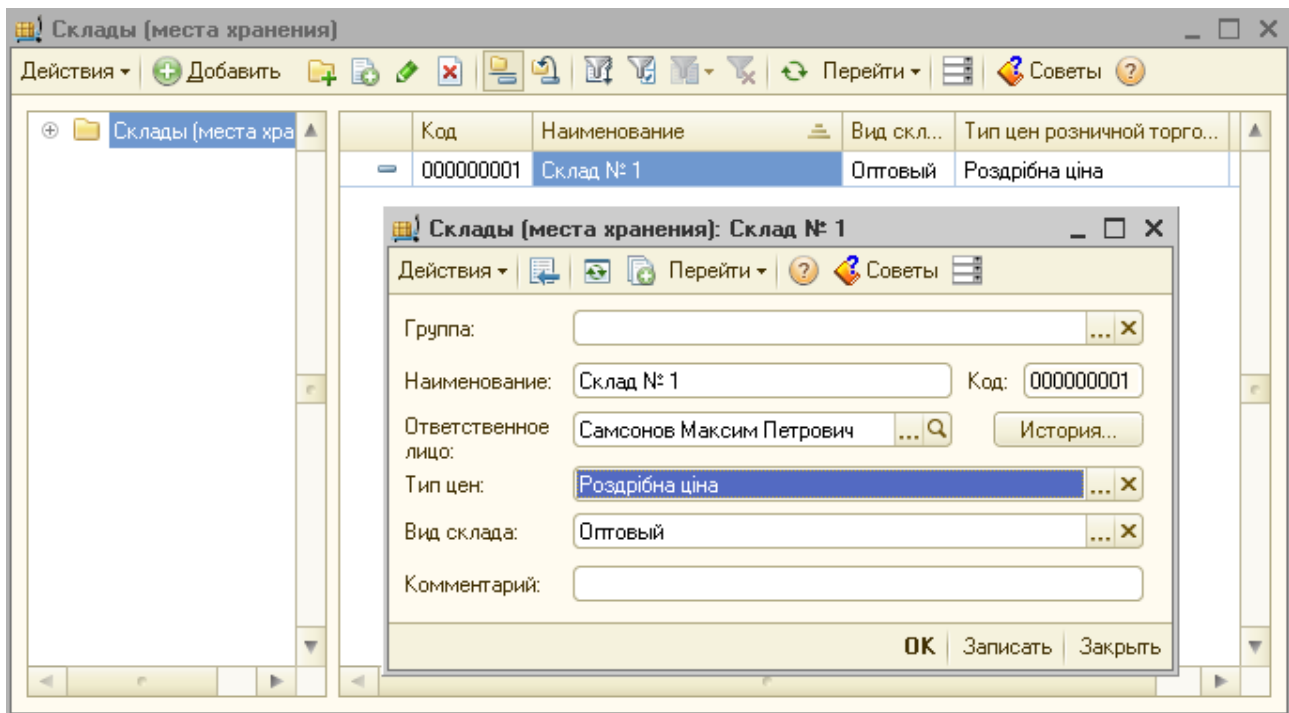 Склады (места хранения)
Действия Добавить Перейти Советы
Склады (места хра
Код Наименование Вид скл... Тип цен розничной торго...
000000001 Склад № 1 Оптовый Роздрібна ціна
Склады (места хранения): Склад № 1
Действия Перейти Советы
Группа:
Наименование: Склад № 1 Код: 000000001
Ответственное лицо: Самсонов Максим Петрович История...
Тип цен: Роздрібна ціна
Вид склада: Оптовый
Комментарий:
OK Записать Закрыть